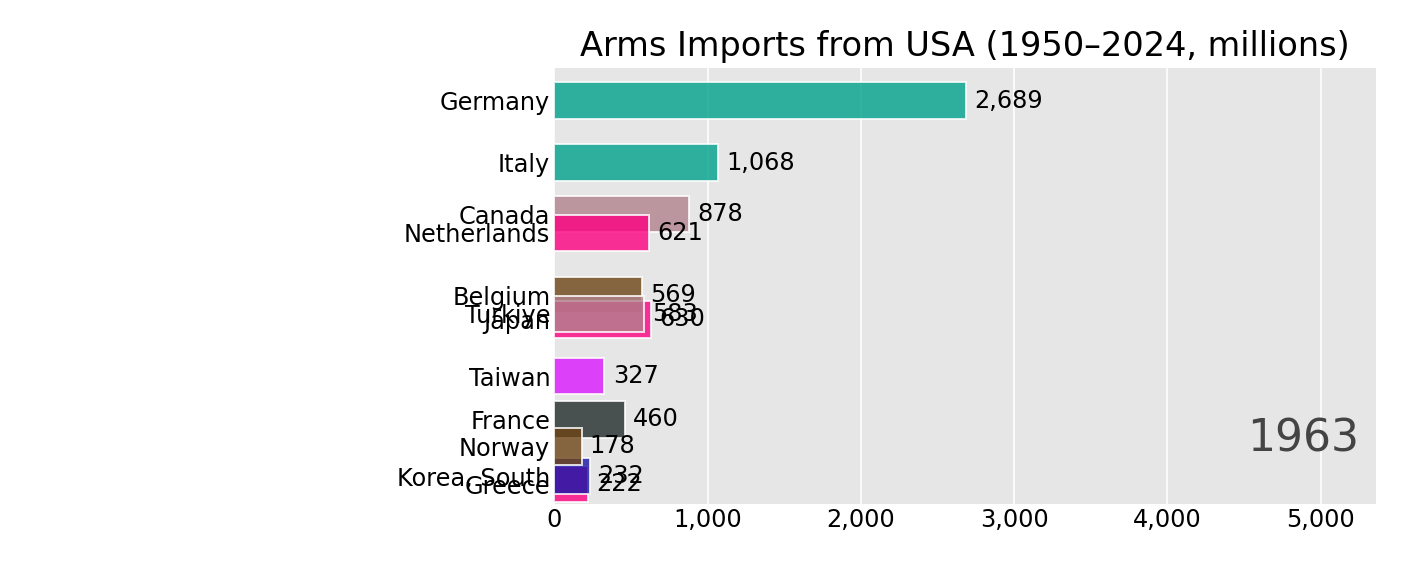 Arms Imports from USA (1950–2024, millions)
Germany 2,689
Italy 1,068
Canada 878
Netherlands 621
Belgium 569
Turkiye 583
Japan 630
Taiwan 327
France 460
1963
Norway 178
Korea, South 232
Greece 222
0 1,000 2,000 3,000 4,000 5,000